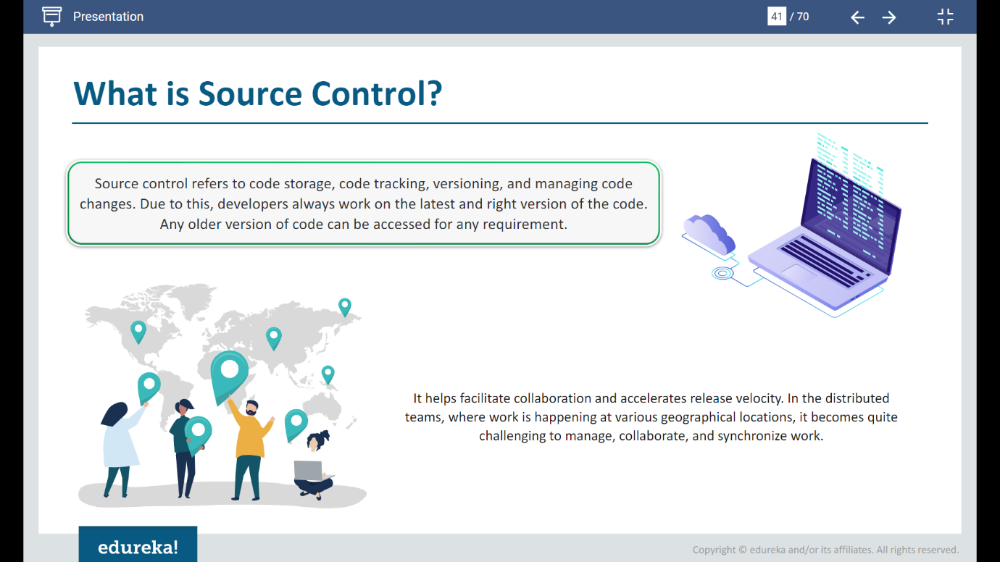 Presentation
41 / 70
What is Source Control?
Source control refers to code storage, code tracking, versioning, and managing code
changes. Due to this, developers always work on the latest and right version of the code.
Any older version of code can be accessed for any requirement.
It helps facilitate collaboration and accelerates release velocity. In the distributed
teams, where work is happening at various geographical locations, it becomes quite
challenging to manage, collaborate, and synchronize work.
edureka!
Copyright © edureka and/or its affiliates. All rights reserved.